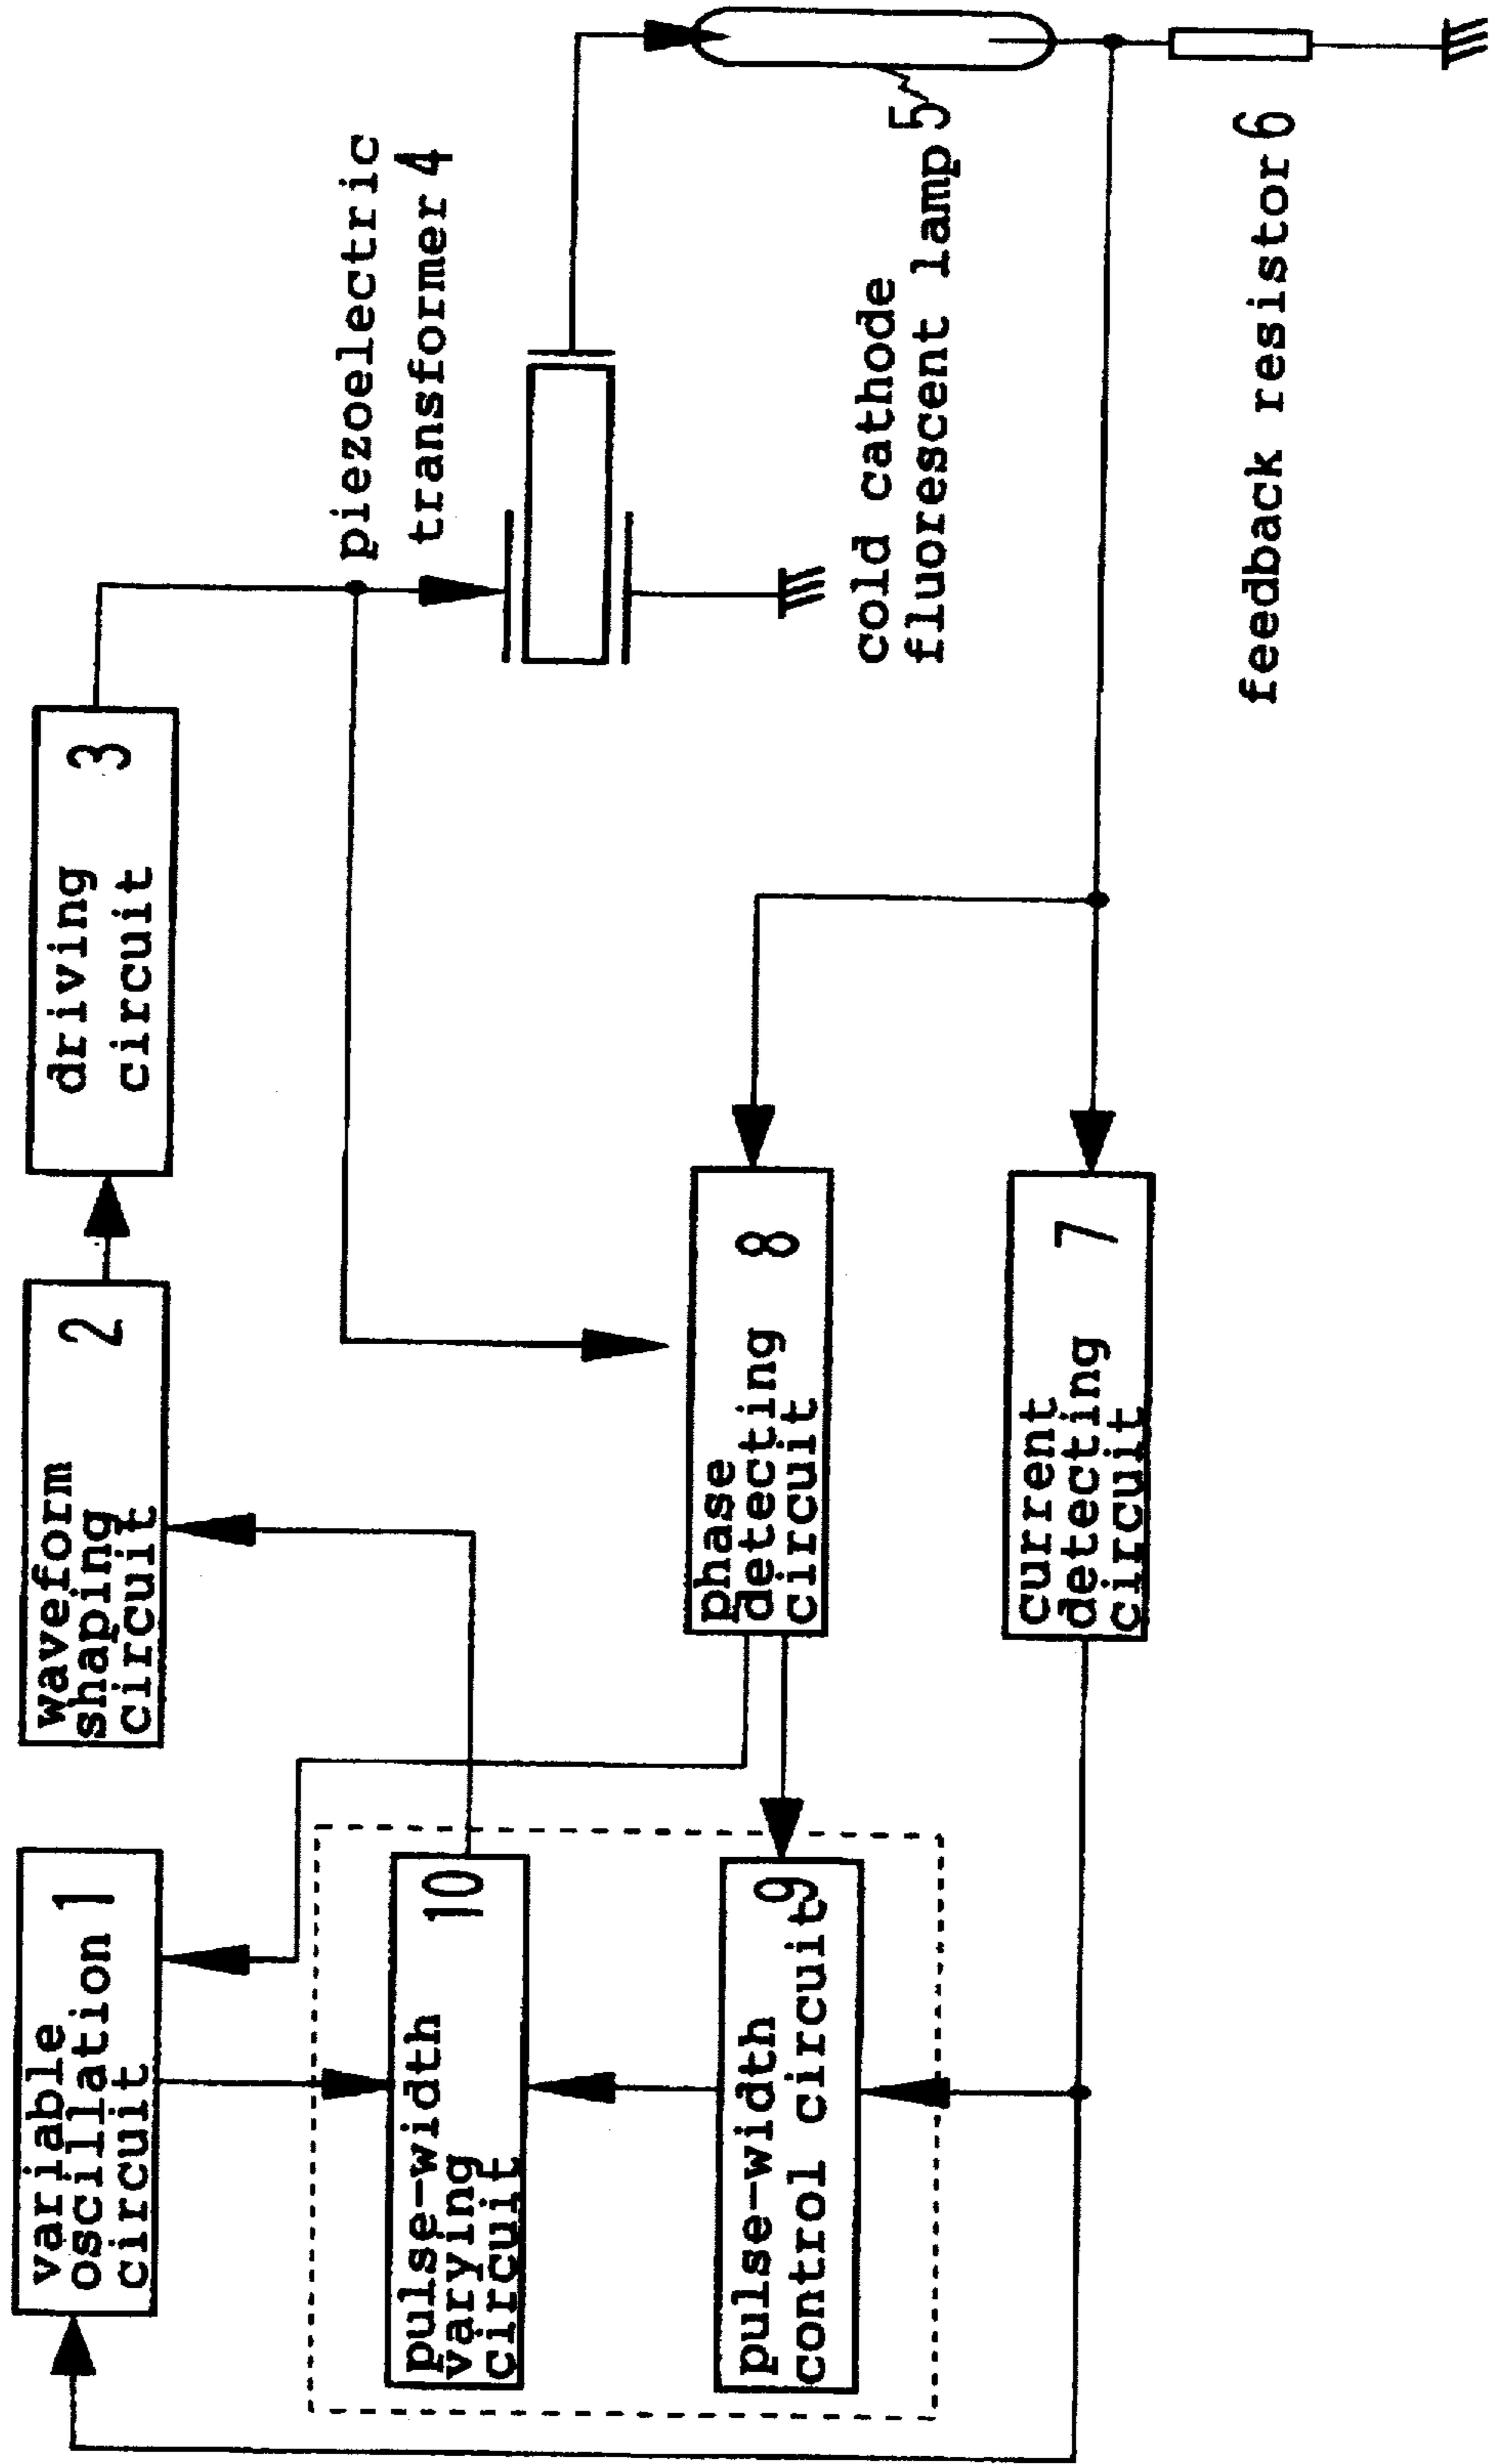 variable
oscillation 1
circuit
waveform
shaping
circuit
2
driving
circuit
3
piezoelectric
transformer 4
pulse-width
varying
circuit
10
pulse-width
control circuit
9
phase
detecting
circuit
8
current
detecting
circuit
7
cold cathode
fluorescent lamp 5
feedback resistor 6